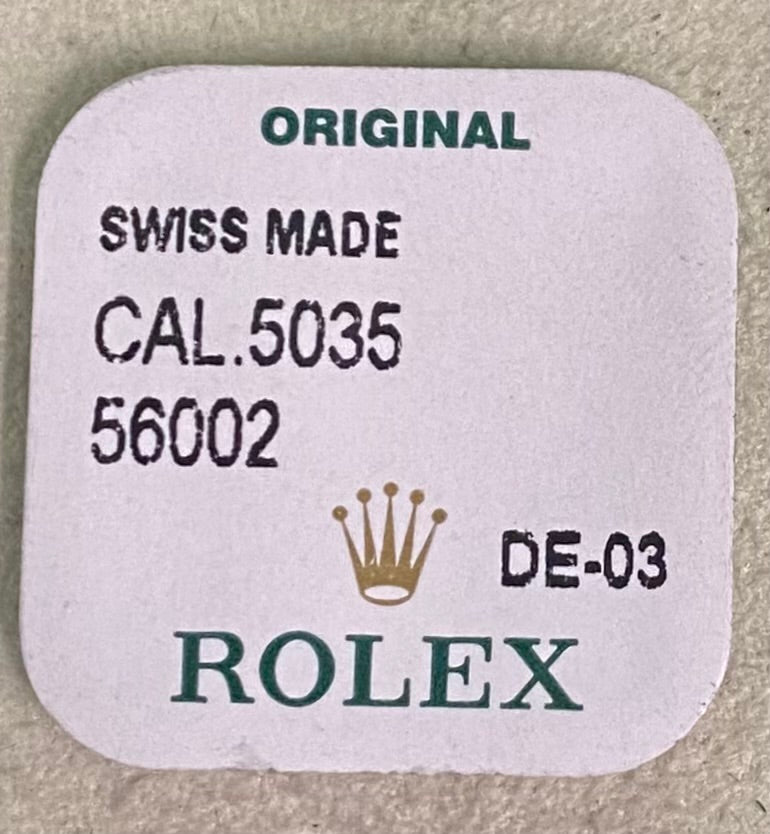 ORIGINAL
SWISS MADE
CAL.5035
56002
DE-03
ROLEX